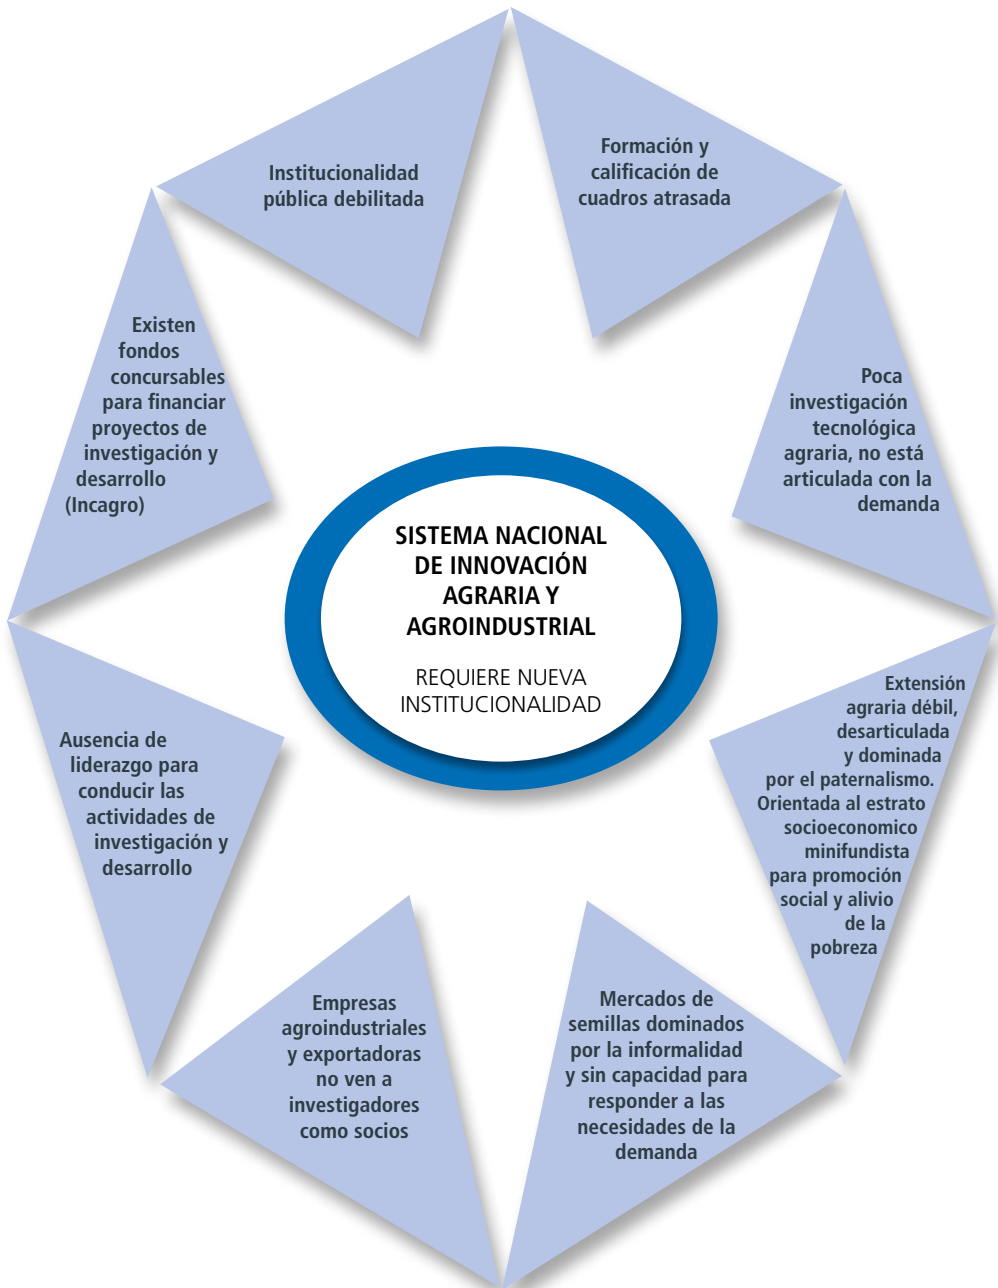 Institucionalidad
pública debilitada
Formación y
calificación de
cuadros atrasada
Existen
fondos
concursables
para financiar
proyectos de
investigación y
desarrollo
(Incagro)
Poca
investigación
tecnológica
agraria, no está
articulada con la
demanda
SISTEMA NACIONAL
DE INNOVACIÓN
AGRARIA Y
AGROINDUSTRIAL
REQUIERE NUEVA
INSTITUCIONALIDAD
Ausencia de
liderazgo para
conducir las
actividades de
investigación y
desarrollo
Extensión
agraria débil,
desarticulada
y dominada
por el paternalismo.
Orientada al estrato
socioeconomico
minifundista
para promoción
social y alivio
de la
pobreza
Empresas
agroindustriales
y exportadoras
no ven a
investigadores
como socios
Mercados de
semillas dominados
por la informalidad
y sin capacidad para
responder a las
necesidades de la
demanda